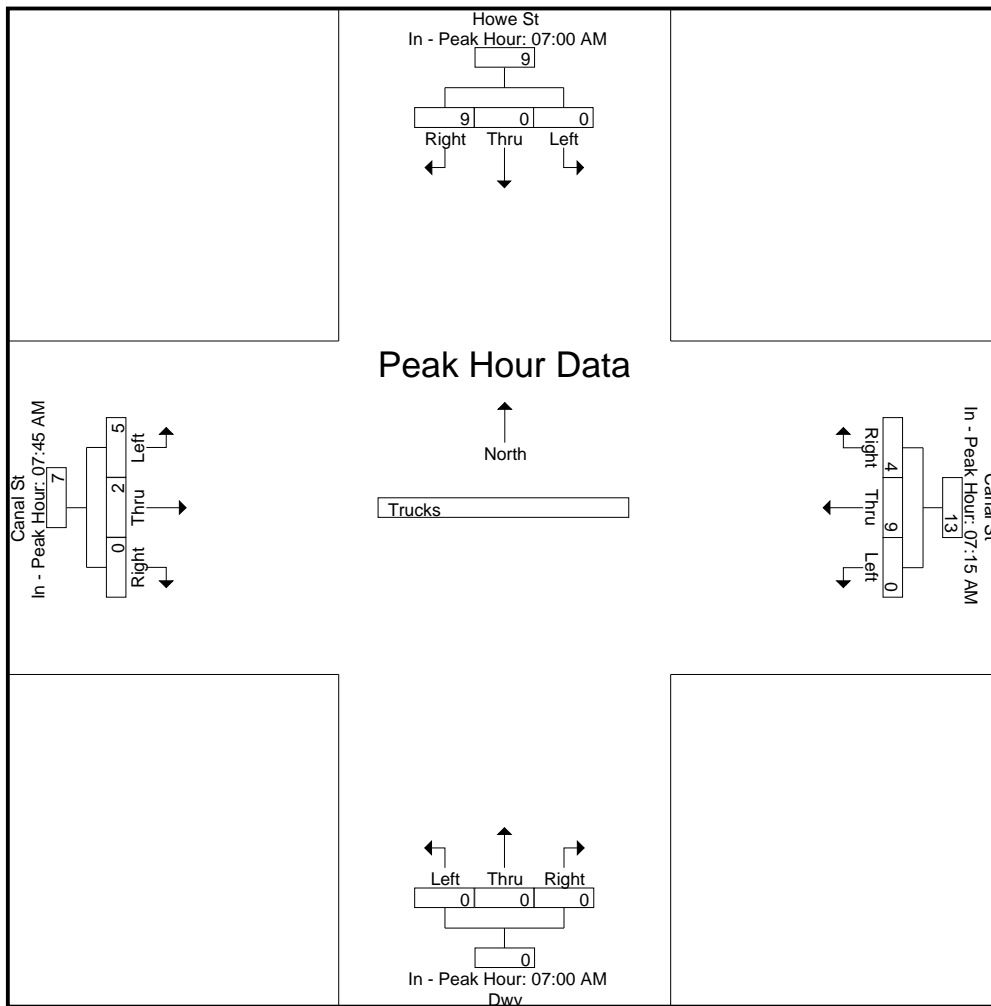 Howe St
In - Peak Hour: 07:00 AM
9
9 0 0
Right Thru Left
Peak Hour Data
North
Trucks
Canal St
In - Peak Hour: 07:45 AM
7
5 2 0
Left Thru Right
Canal St
In - Peak Hour: 07:15 AM
13
4 9 0
Right Thru Left
Left Thru Right
0 0 0
0
In - Peak Hour: 07:00 AM
Dwy